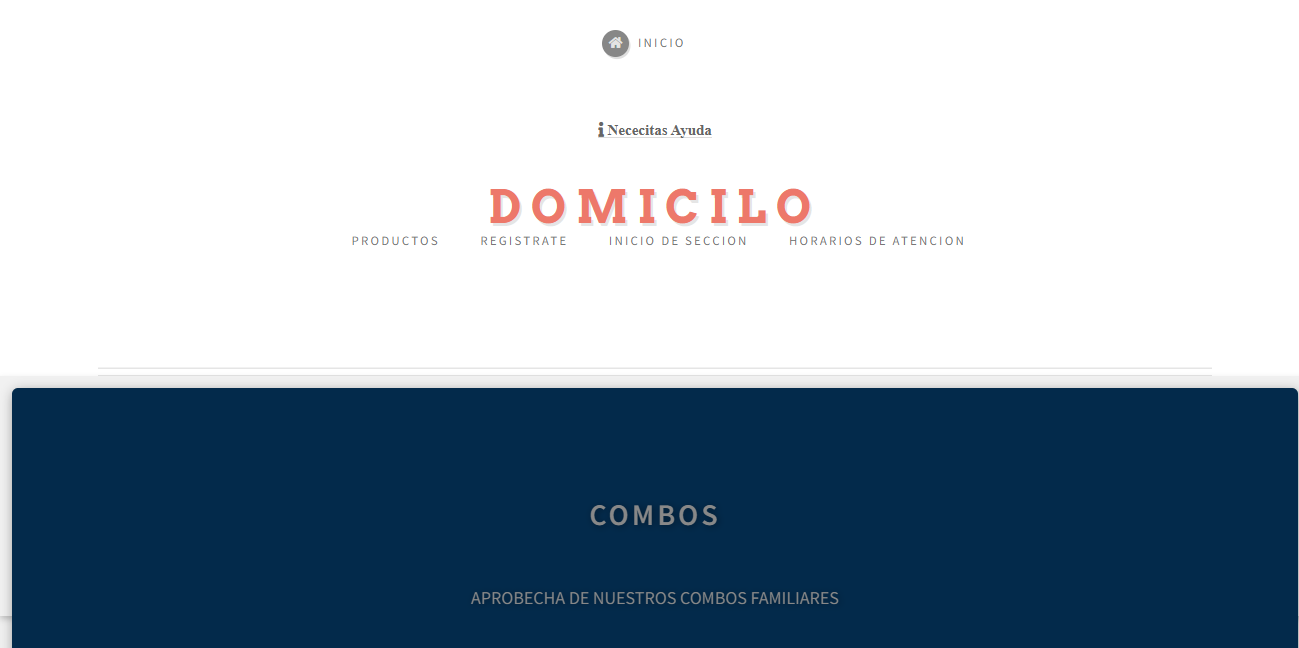 INICIO
Nececitas Ayuda
DOMICILO
PRODUCTOS REGISTRATE INICIO DE SECCION HORARIOS DE ATENCION
COMBOS
APROBECHA DE NUESTROS COMBOS FAMILIARES